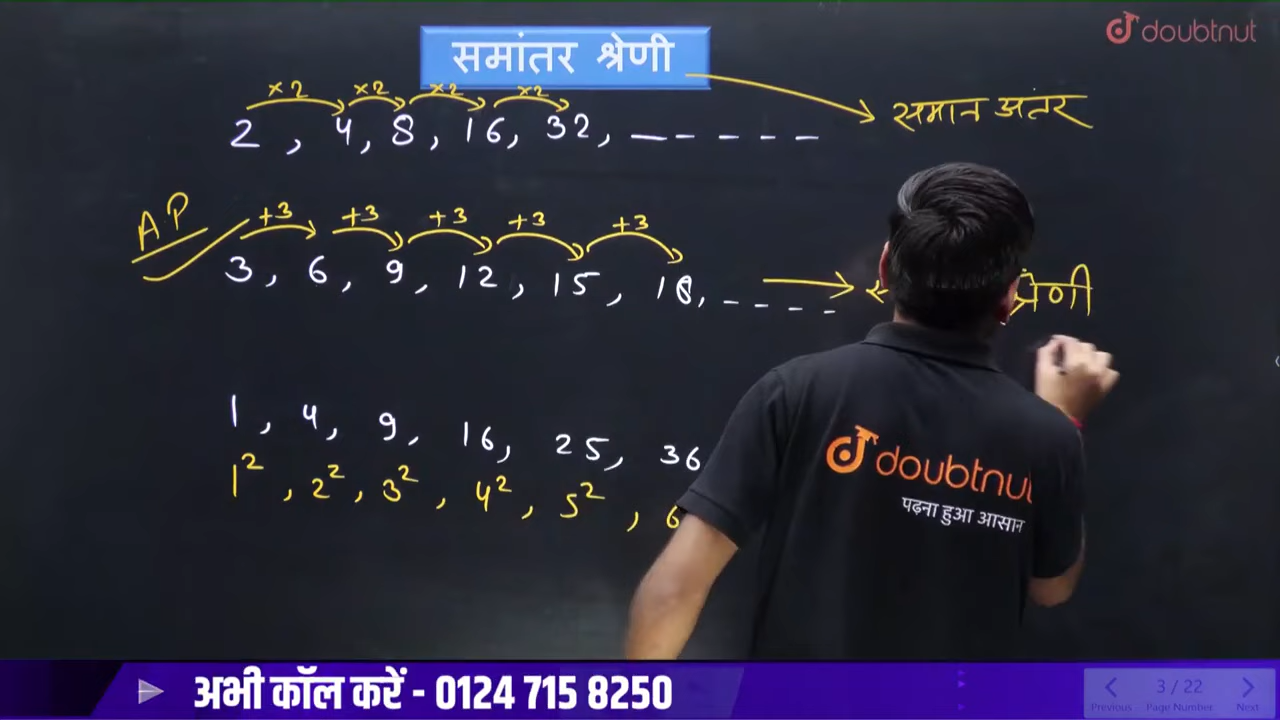 समांतर श्रेणी
doubtnut
×2 ×2 ×2 ×2
2 , 4, 8, 16, 32, – – – – –
समान अंतर
AP
+3 +3 +3 +3 +3
3, 6, 9, 12, 15, 18, – – – –
1, 4, 9, 16, 25, 36
1², 2², 3², 4², 5², 6
doubtnut
पढ़ना हुआ आसान
अभी कॉल करें - 0124 715 8250
3 / 22
Previous Page Number Next